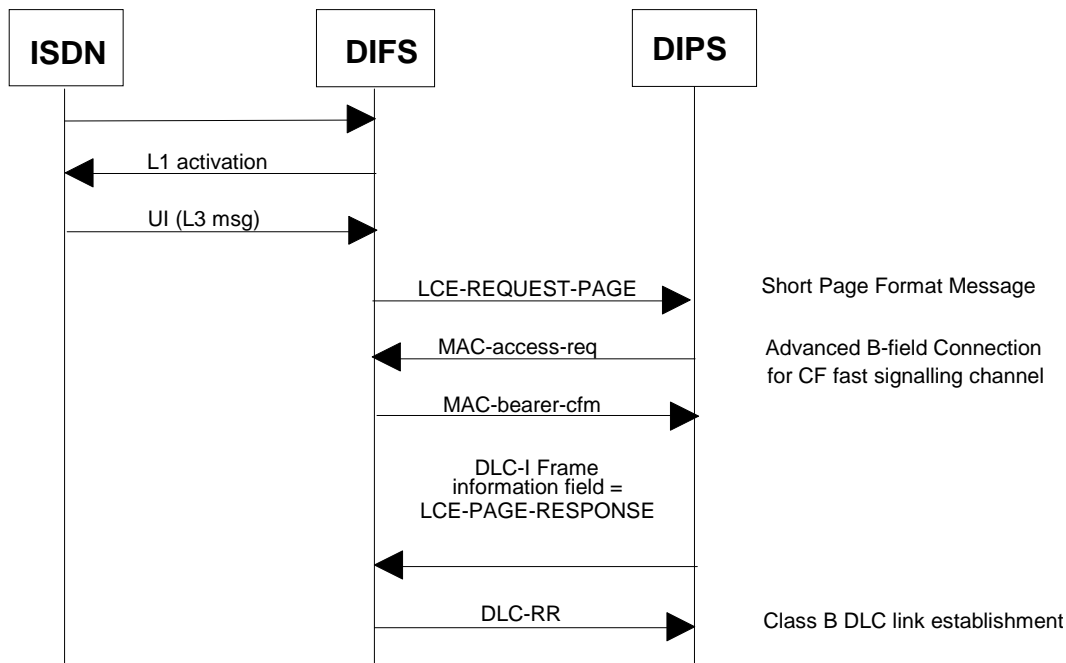 ISDN
DIFS
DIPS
L1 activation
UI (L3 msg)
LCE-REQUEST-PAGE
Short Page Format Message
MAC-access-req
Advanced B-field Connection
for CF fast signalling channel
MAC-bearer-cfm
DLC-I Frame
information field =
LCE-PAGE-RESPONSE
DLC-RR
Class B DLC link establishment